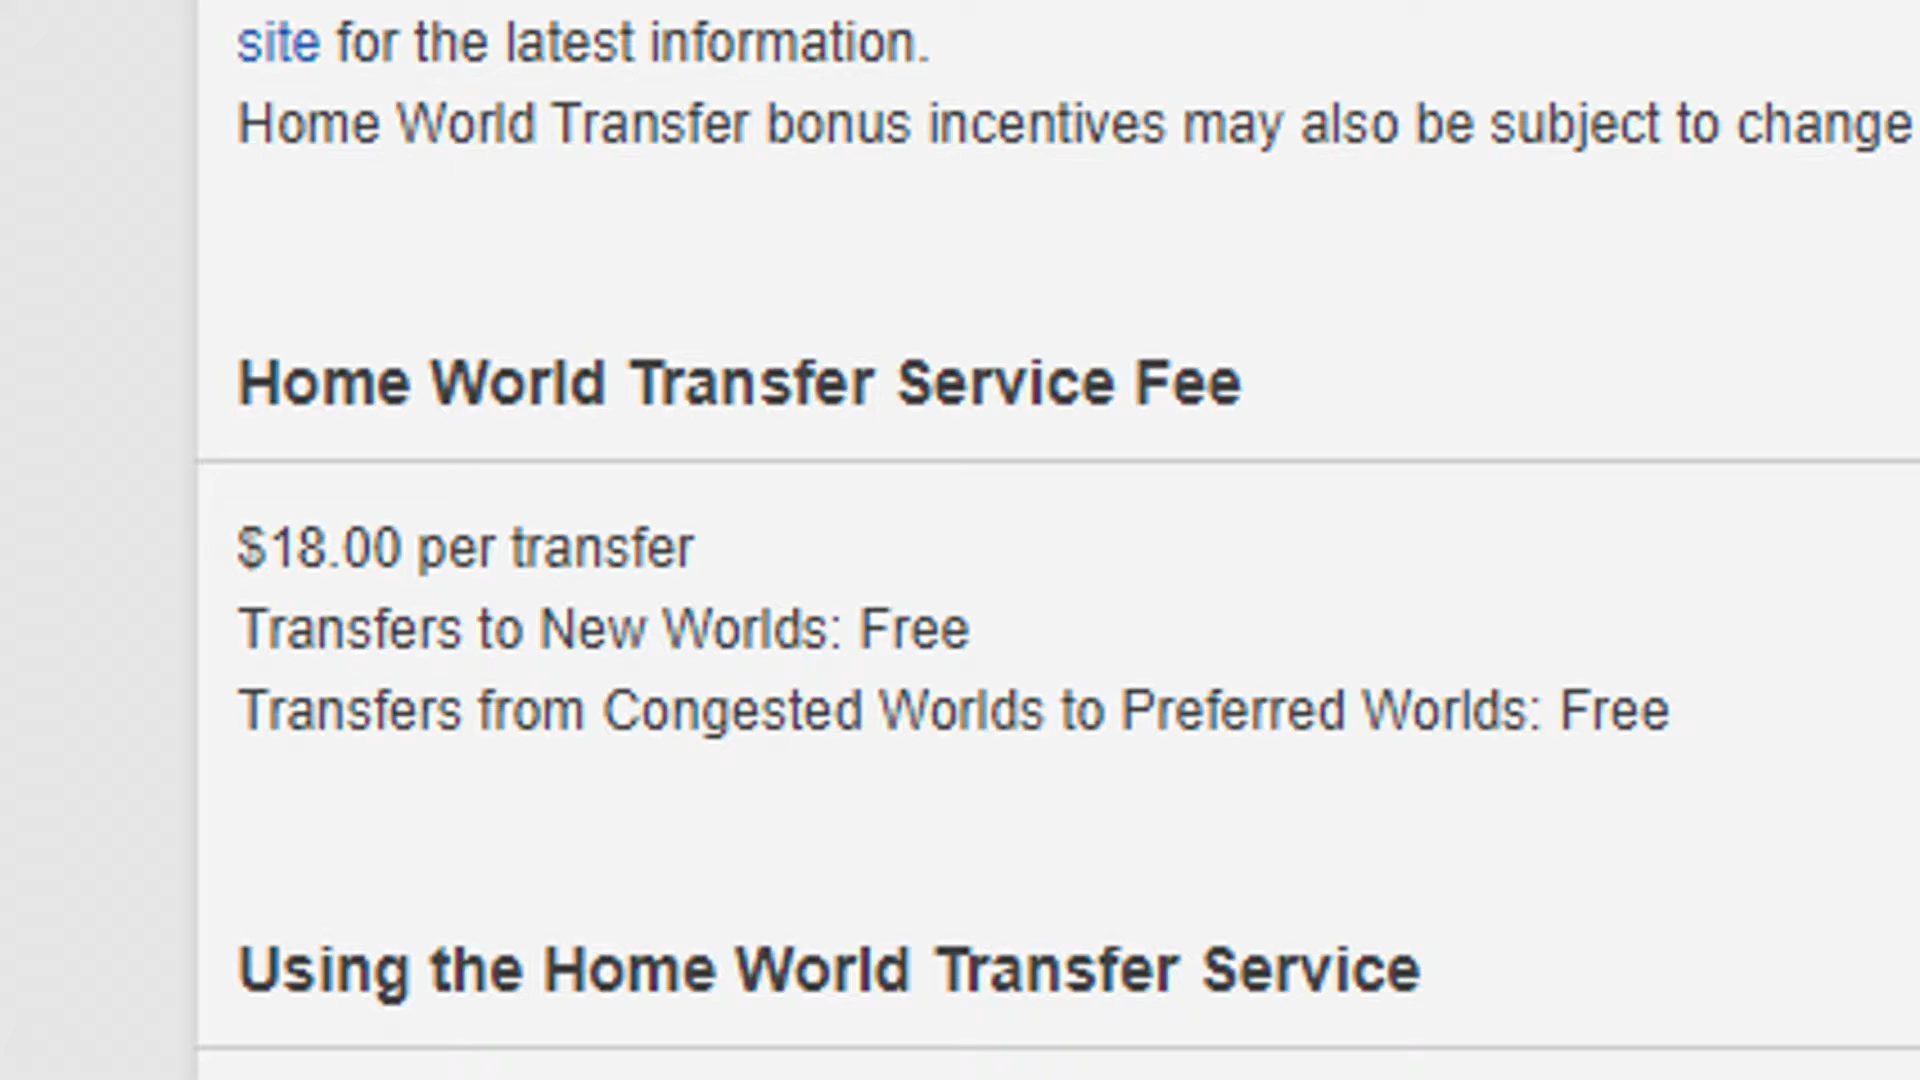 site for the latest information.
Home World Transfer bonus incentives may also be subject to change
Home World Transfer Service Fee
$18.00 per transfer
Transfers to New Worlds: Free
Transfers from Congested Worlds to Preferred Worlds: Free
Using the Home World Transfer Service